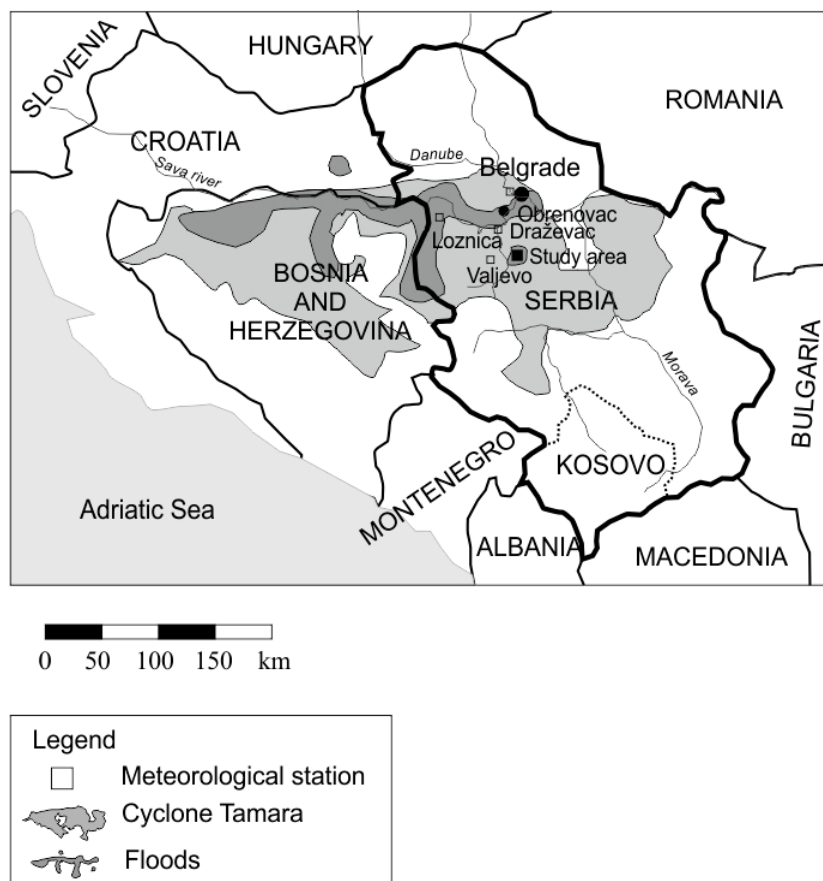 HUNGARY
SLOVENIA
ROMANIA
CROATIA
Sava river
Danube
Belgrade
Obrenovac
Loznica
Draževac
Study area
Valjevo
BOSNIA
AND
HERZEGOVINA
SERBIA
Morava
BULGARIA
KOSOVO
MONTENEGRO
Adriatic Sea
ALBANIA
MACEDONIA
0 50 100 150 km
Legend
Meteorological station
Cyclone Tamara
Floods